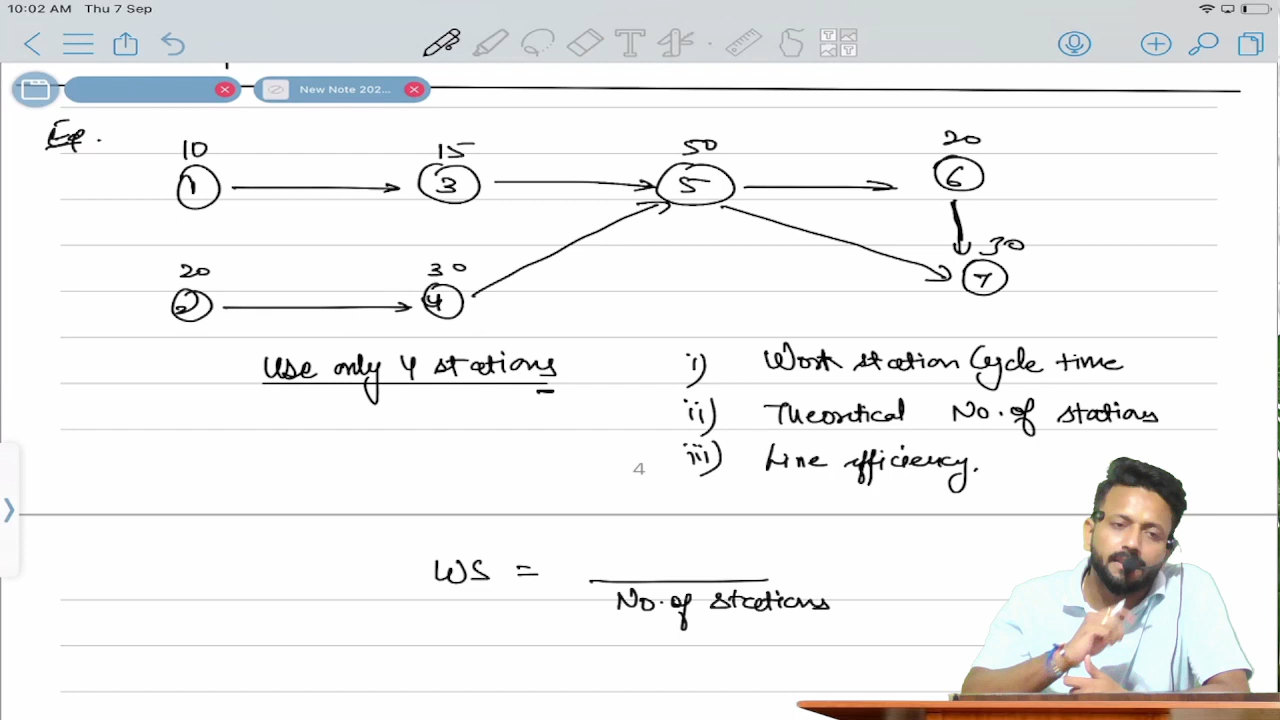 10:02 AM Thu 7 Sep
New Note 202...
Ex.
10 15 50 20
1 3 5 6
20 30 30
2 4 7
Use only 4 stations
i) Work station Cycle time
ii) Theoretical No. of stations
iii) Line efficiency.
4
WS =
No. of stations